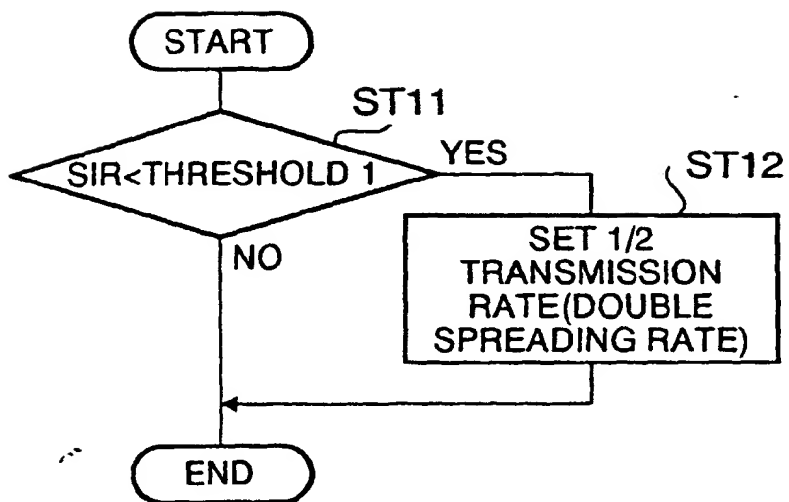 START
ST11
SIR<THRESHOLD 1
YES
ST12
SET 1/2
TRANSMISSION
RATE(DOUBLE
SPREADING RATE)
NO
END